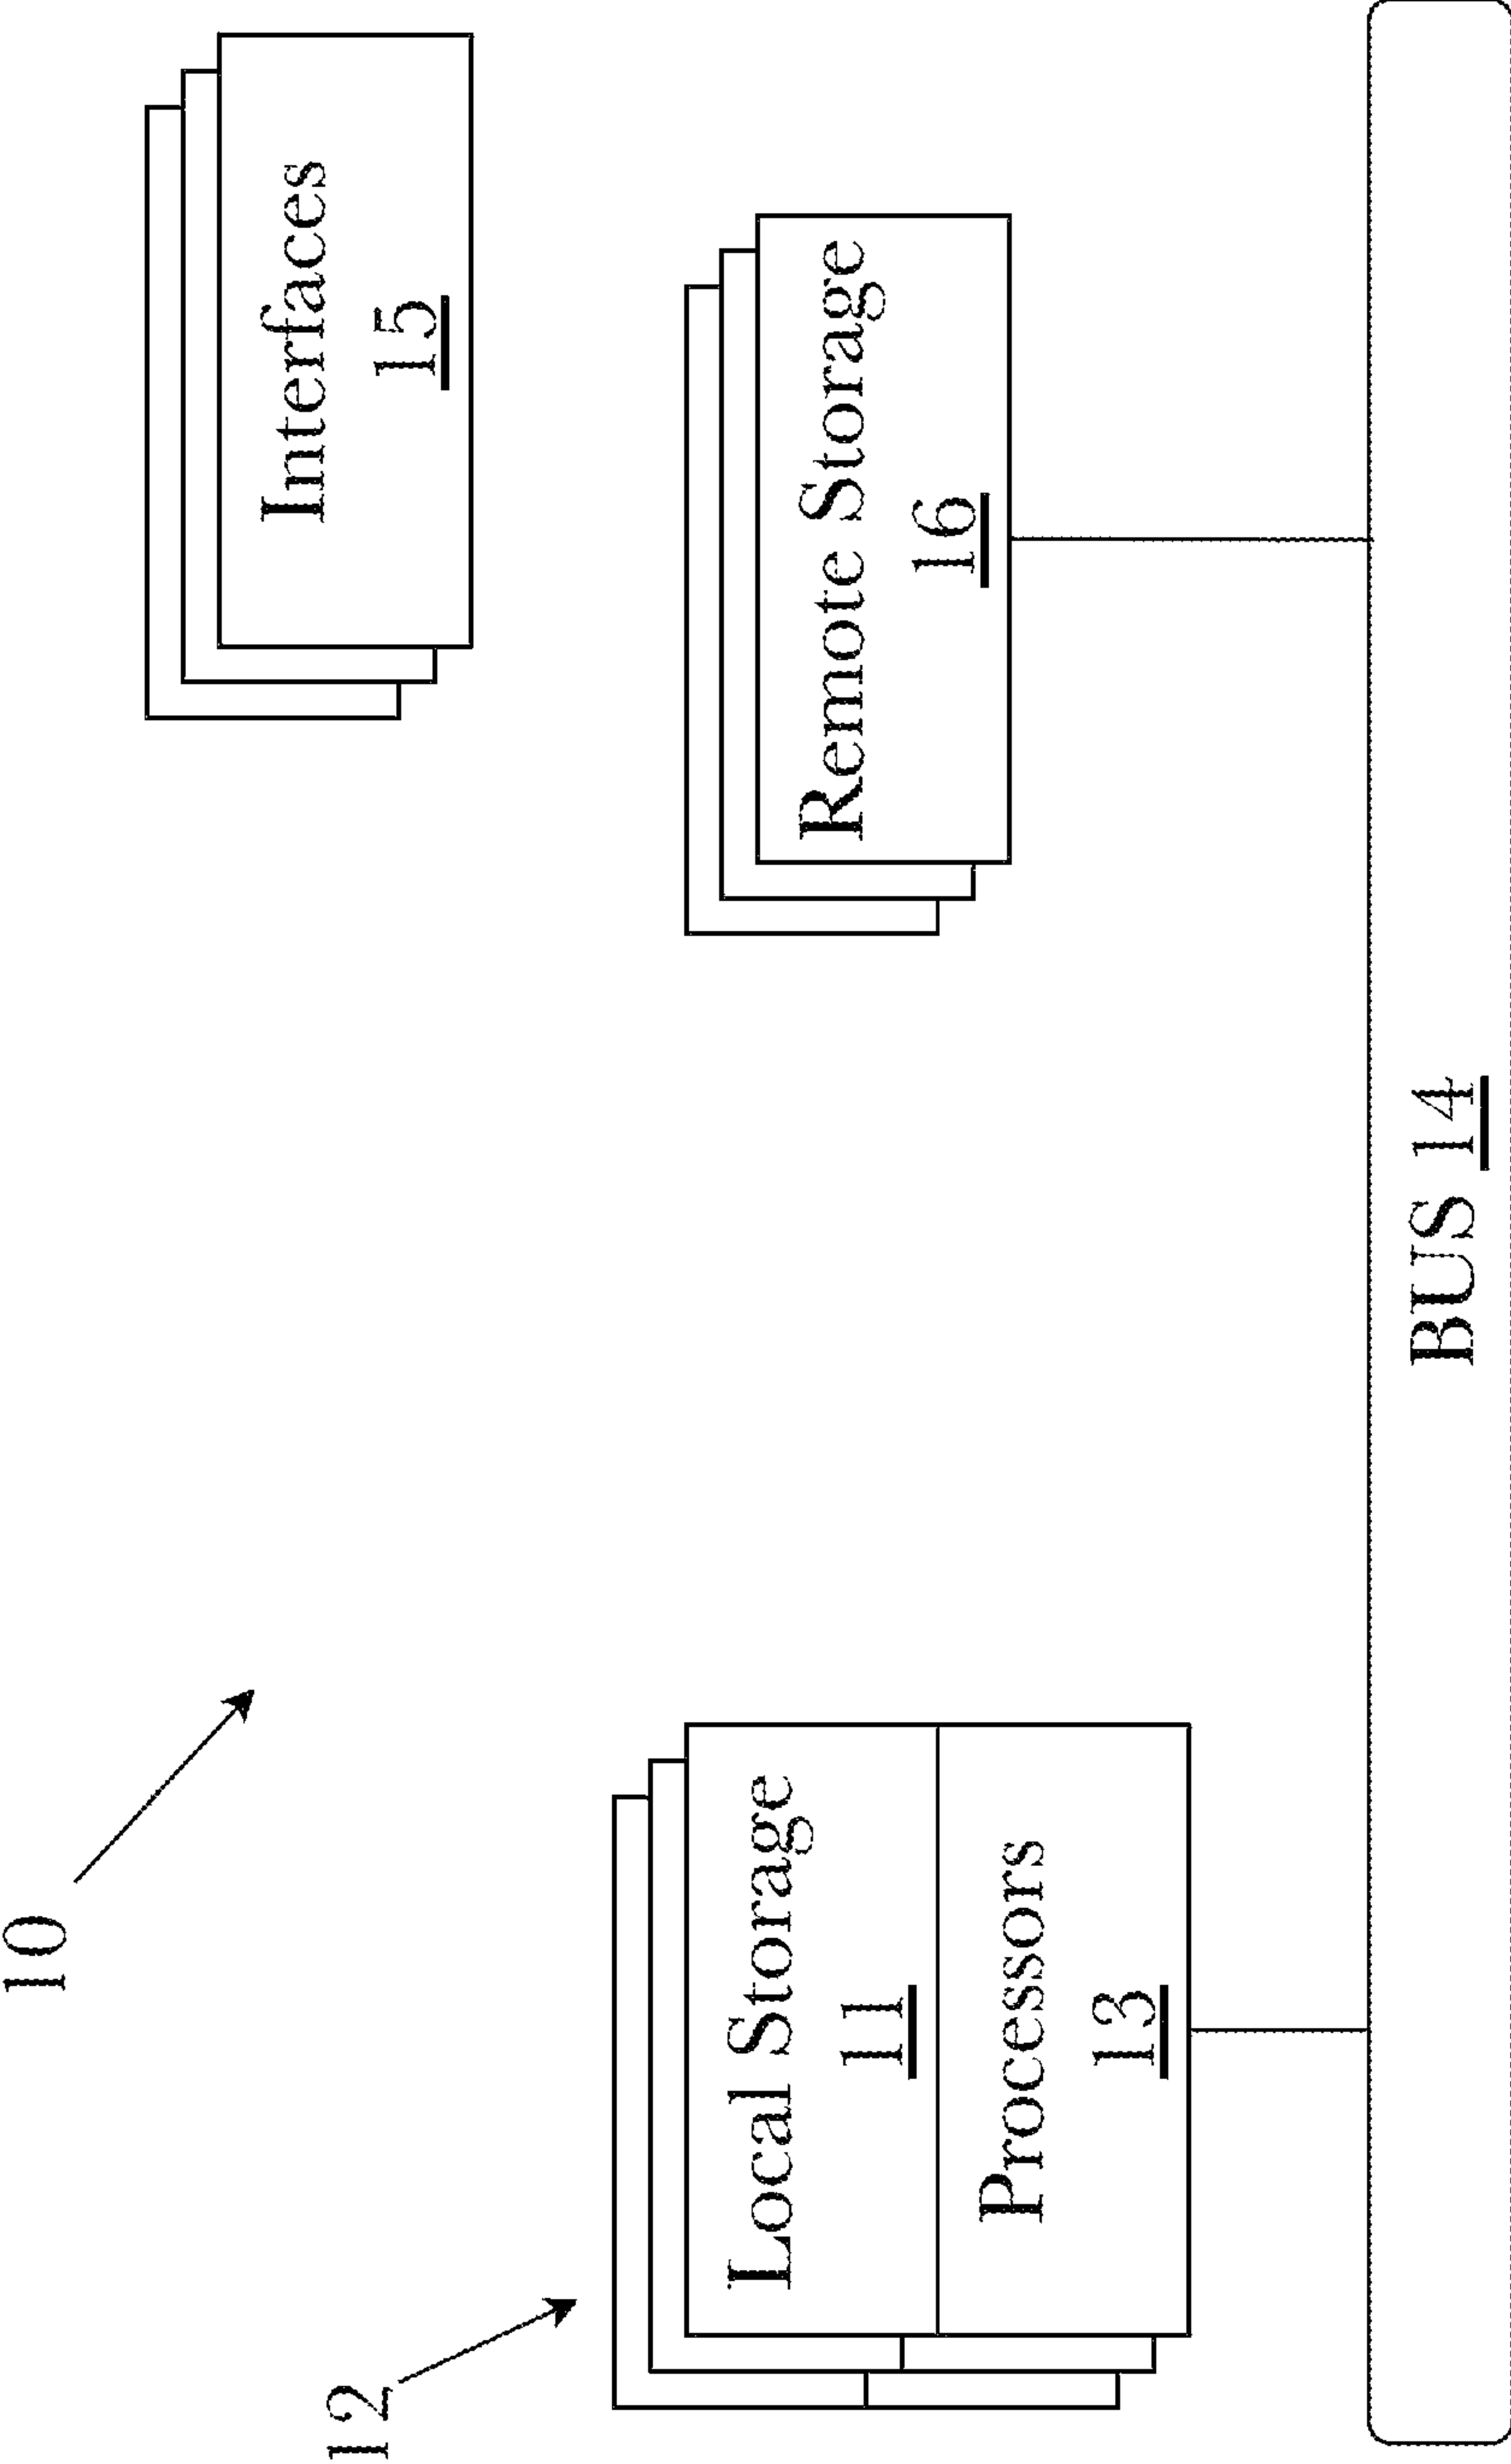 10
12
Interfaces
15
Local Storage
11
Processors
13
Remote Storage
16
BUS 14